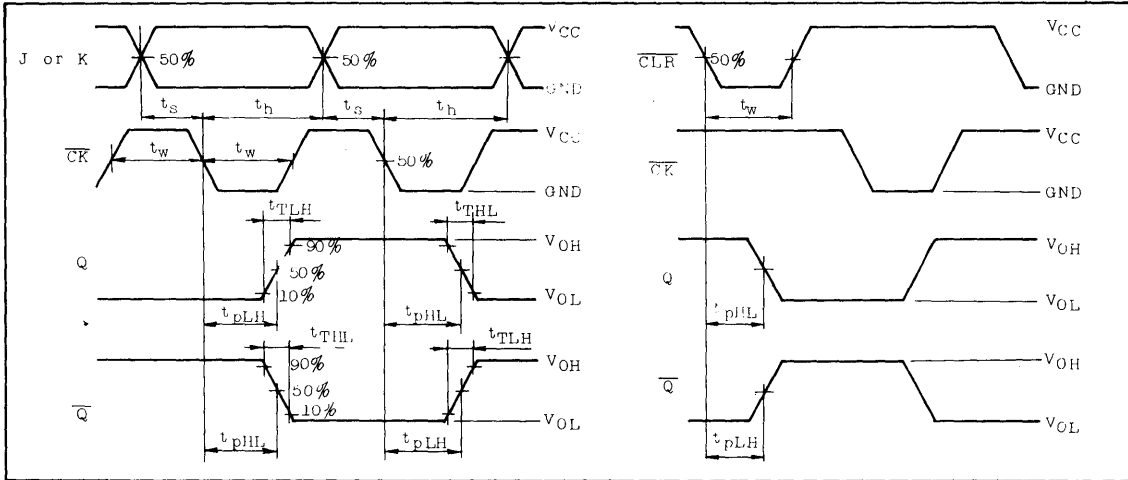 J or K
50%
50%
VCC
GND
ts
th
ts
th
CK
tw
tw
50%
VCC
GND
tTLH
tTHL
Q
90%
50%
10%
VOH
VOL
tpLH
tpHL
tTHL
tTLH
Q
90%
50%
10%
VOH
VOL
tpHL
tpLH
CLR
50%
VCC
GND
tw
CK
VCC
GND
Q
VOH
VOL
tpHL
Q
VOH
VOL
tpLH